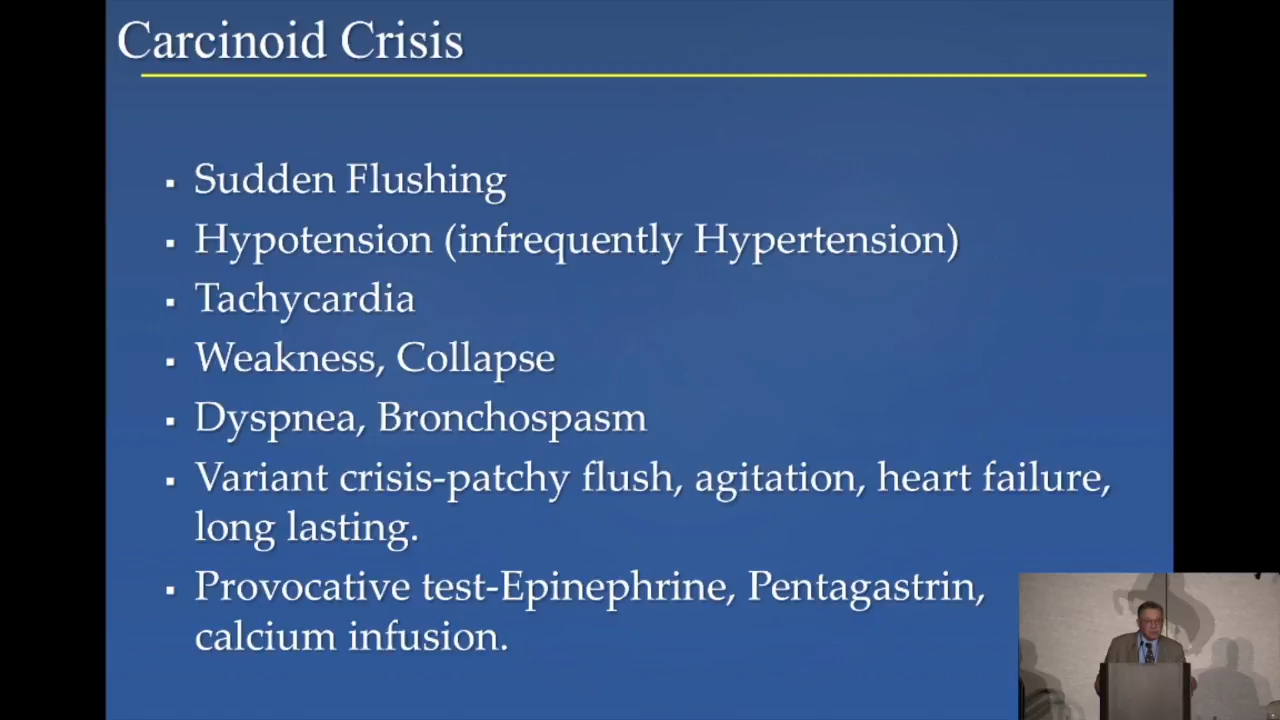 Carcinoid Crisis
▪ Sudden Flushing
▪ Hypotension (infrequently Hypertension)
▪ Tachycardia
▪ Weakness, Collapse
▪ Dyspnea, Bronchospasm
▪ Variant crisis-patchy flush, agitation, heart failure,
long lasting.
▪ Provocative test-Epinephrine, Pentagastrin,
calcium infusion.